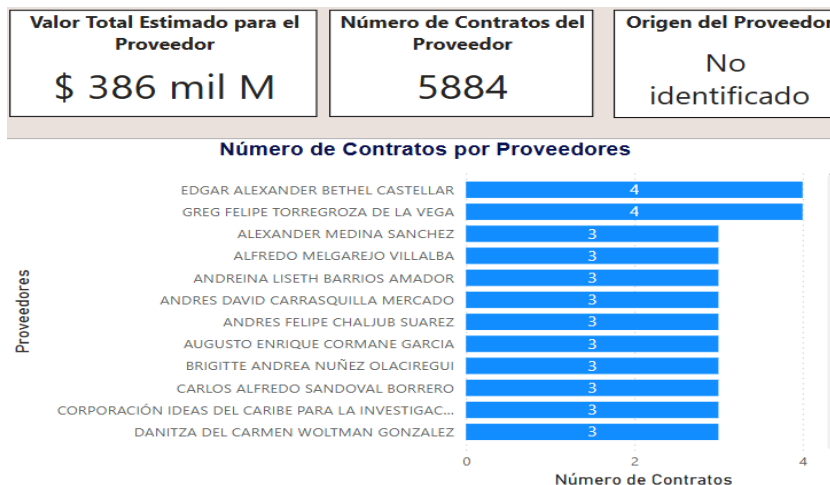 Valor Total Estimado para el
Proveedor
$ 386 mil M
Número de Contratos del
Proveedor
5884
Origen del Proveedor
No
identificado
Número de Contratos por Proveedores
Proveedores
EDGAR ALEXANDER BETHEL CASTELLAR 4
GREG FELIPE TORREGROZA DE LA VEGA 4
ALEXANDER MEDINA SANCHEZ 3
ALFREDO MELGAREJO VILLALBA 3
ANDREINA LISETH BARRIOS AMADOR 3
ANDRES DAVID CARRASQUILLA MERCADO 3
ANDRES FELIPE CHALJUB SUAREZ 3
AUGUSTO ENRIQUE CORMANE GARCIA 3
BRIGITTE ANDREA NUÑEZ OLACIREGUI 3
CARLOS ALFREDO SANDOVAL BORRERO 3
CORPORACIÓN IDEAS DEL CARIBE PARA LA INVESTIGAC... 3
DANITZA DEL CARMEN WOLTMAN GONZALEZ 3
0 2 4
Número de Contratos